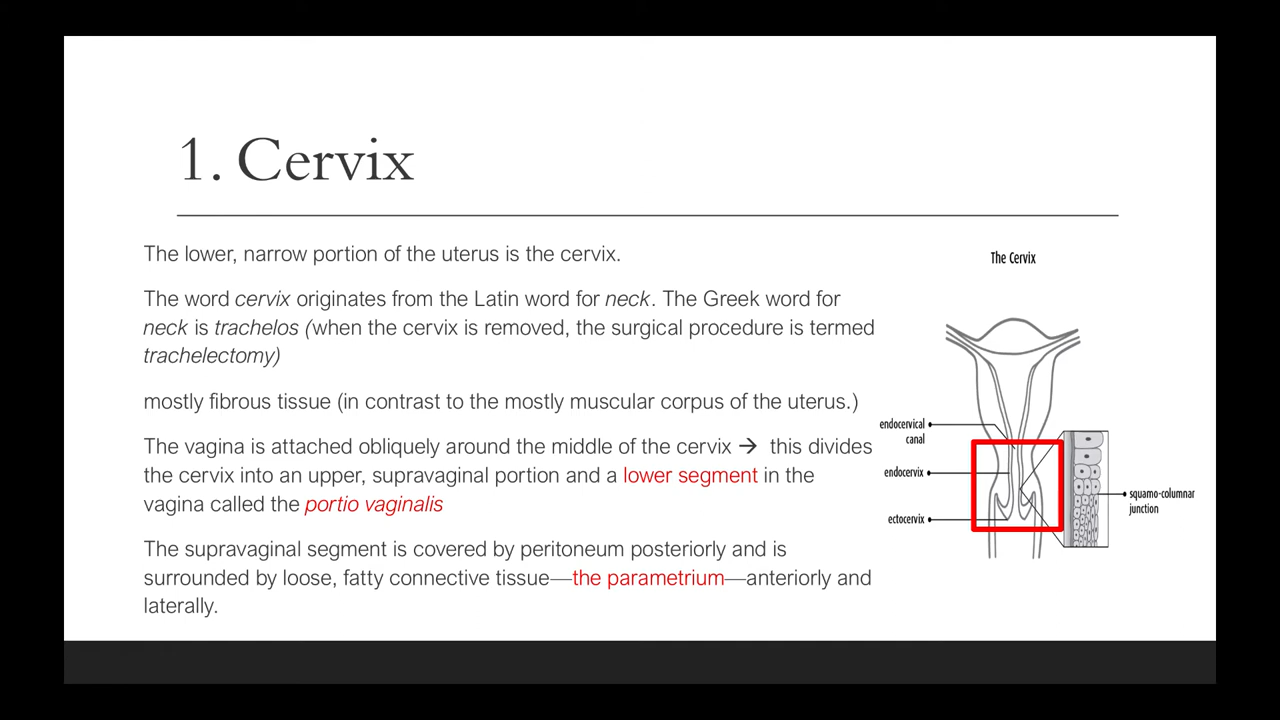 1. Cervix
The lower, narrow portion of the uterus is the cervix.
The word cervix originates from the Latin word for neck. The Greek word for
neck is trachelos (when the cervix is removed, the surgical procedure is termed
trachelectomy)
mostly fibrous tissue (in contrast to the mostly muscular corpus of the uterus.)
The vagina is attached obliquely around the middle of the cervix → this divides
the cervix into an upper, supravaginal portion and a lower segment in the
vagina called the portio vaginalis
The supravaginal segment is covered by peritoneum posteriorly and is
surrounded by loose, fatty connective tissue—the parametrium—anteriorly and
laterally.
The Cervix
endocervical
canal
endocervix
ectocervix
squamo-columnar
junction